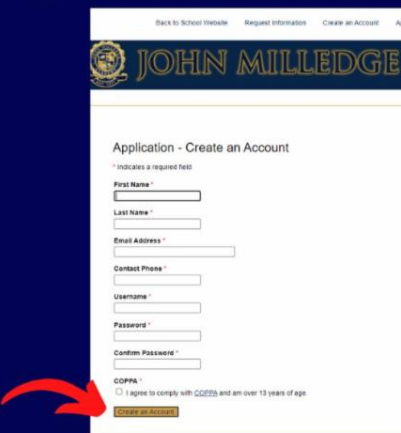 Back to School Website Request Information Create an Account
JOHN MILLEDGE
Application - Create an Account
* Indicates a required field
First Name *
Last Name *
Email Address *
Contact Phone *
Username *
Password *
Confirm Password *
COPPA *
I agree to comply with COPPA and am over 13 years of age
Create an Account